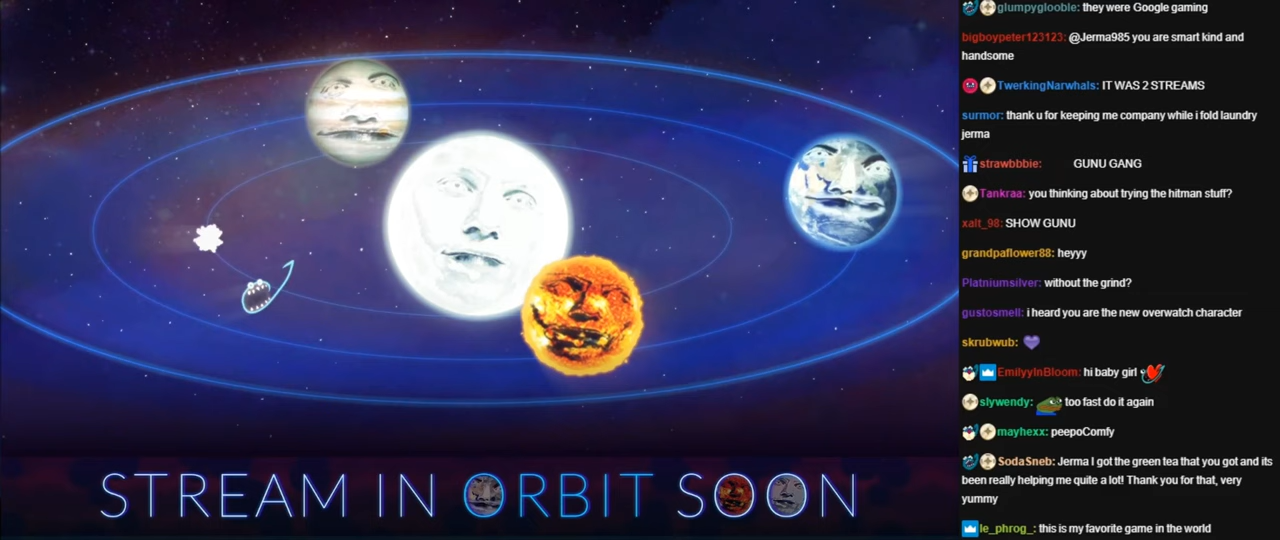 glumpyglooble: they were Google gaming
bigboypeter123123: @Jerma985 you are smart kind and
handsome
TwerkingNarwhals: IT WAS 2 STREAMS
surmor: thank u for keeping me company while i fold laundry
jerma
strawbbbie: GUNU GANG
Tankraa: you thinking about trying the hitman stuff?
xalt_98: SHOW GUNU
grandpaflower88: heyyy
Platniumsilver: without the grind?
gustosmell: i heard you are the new overwatch character
skrubwub:
EmilyyInBloom: hi baby girl
slywendy: too fast do it again
mayhexx: peepoComfy
SodaSneb: Jerma I got the green tea that you got and its
been really helping me quite a lot! Thank you for that, very
yummy
le_phrog_: this is my favorite game in the world
STREAM IN ORBIT SOON